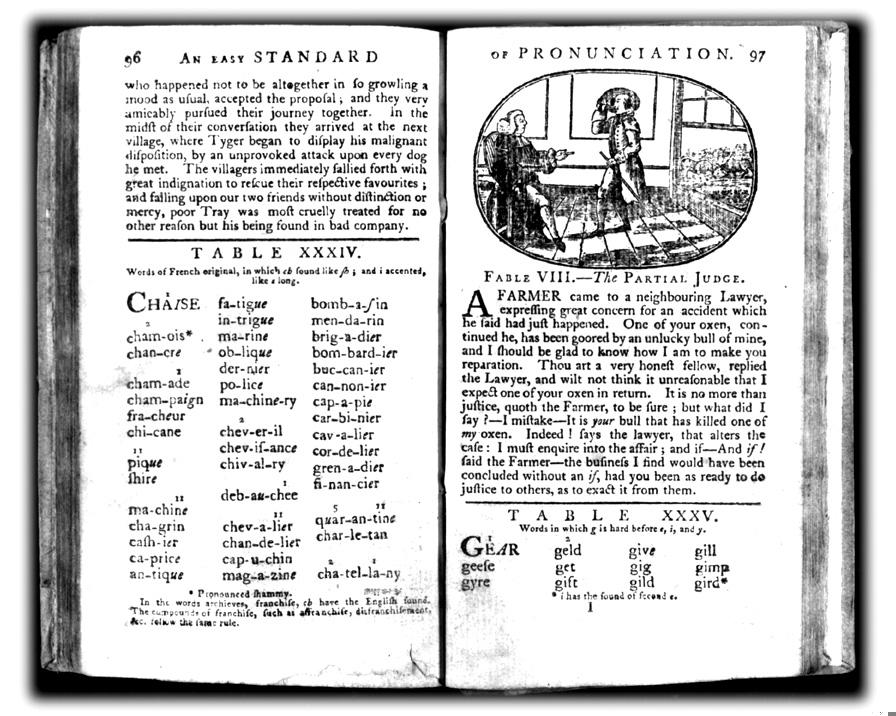 96 AN EASY STANDARD
who happened not to be altogether in ſo growling a
mood as uſual, accepted the propoſal; and they very
amicably purſued their journey together. In the
midſt of their converſation they arrived at the next
village, where Tyger began to diſplay his malignant
diſpoſition, by an unprovoked attack upon every dog
he met. The villagers immediately ſallied forth with
great indignation to reſcue their reſpective favourites;
and falling upon our two friends without diſtinction or
mercy, poor Tray was moſt cruelly treated for no
other reaſon but his being found in bad company.
TABLE XXXIV.
Words of French original, in which ch ſound like ſh; and i accented,
like e long.
CHAISE
2
cham-ois*
chan-cre
1
cham-ade
cham-paign
fra-cheur
chi-cane
11
pique
ſhire
11
ma-chine
cha-grin
caſh-ier
ca-price
an-tique
fa-tigue
in-trigue
ma-rine
ob-lique
der-nier
po-lice
ma-chine-ry
2
chev-er-il
chev-iſ-ance
chiv-al-ry
1
deb-au-chee
11
chev-a-lier
chan-de-lier
cap-u-chin
mag-a-zine
bomb-a-ſin
men-da-rin
brig-a-dier
bom-bard-ier
buc-can-ier
can-non-ier
cap-a-pie
car-bi-nier
cav-a-lier
cor-de-lier
gren-a-dier
fi-nan-cier
5 11
quar-an-tine
char-le-tan
2 1
cha-tel-la-ny
* Pronounced ſhammy.
In the words archieves, franchiſe, ch have the Engliſh ſound.
The compounds of franchiſe, ſuch as affranchiſe, disfranchiſement,
&c. follow the ſame rule.
OF PRONUNCIATION. 97
FABLE VIII.—The PARTIAL JUDGE.
A FARMER came to a neighbouring Lawyer,
expreſſing great concern for an accident which
he ſaid had juſt happened. One of your oxen, con-
tinued he, has been goored by an unlucky bull of mine,
and I ſhould be glad to know how I am to make you
reparation. Thou art a very honeſt fellow, replied
the Lawyer, and wilt not think it unreaſonable that I
expect one of your oxen in return. It is no more than
juſtice, quoth the Farmer, to be ſure; but what did I
ſay?—I miſtake—It is your bull that has killed one of
my oxen. Indeed! ſays the lawyer, that alters the
caſe: I muſt enquire into the affair; and if—And if!
ſaid the Farmer—the buſineſs I find would have been
concluded without an if, had you been as ready to do
juſtice to others, as to exact it from them.
TABLE XXXV.
Words in which g is hard before e, i, and y.
GEAR geld give gill
geeſe get gig gimp
gyre gift gild gird*
* i has the ſound of ſecond e.
I